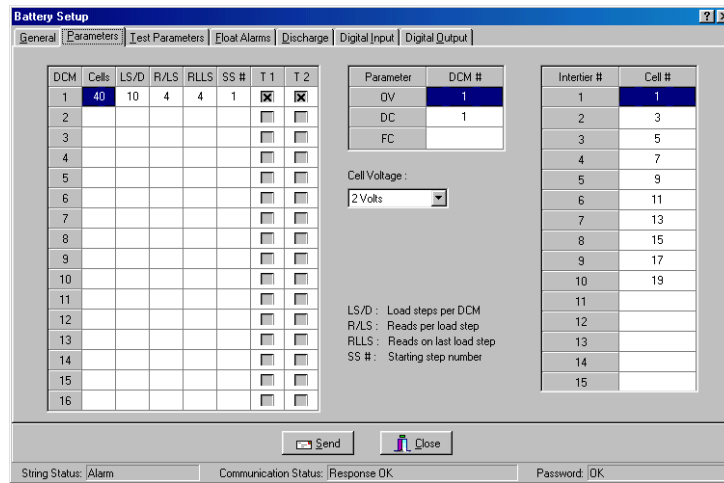 Battery Setup
General Parameters Test Parameters Float Alarms Discharge Digital Input Digital Output
DCM Cells LS/D R/LS RLLS SS # T 1 T 2
1 40 10 4 4 1
2
3
4
5
6
7
8
9
10
11
12
13
14
15
16
Parameter DCM #
OV 1
DC 1
FC
Cell Voltage :
2 Volts
LS/D : Load steps per DCM
R/LS : Reads per load step
RLLS : Reads on last load step
SS # : Starting step number
Intertier # Cell #
1 1
2 3
3 5
4 7
5 9
6 11
7 13
8 15
9 17
10 19
11
12
13
14
15
Send Close
String Status: Alarm Communication Status: Response OK Password: OK